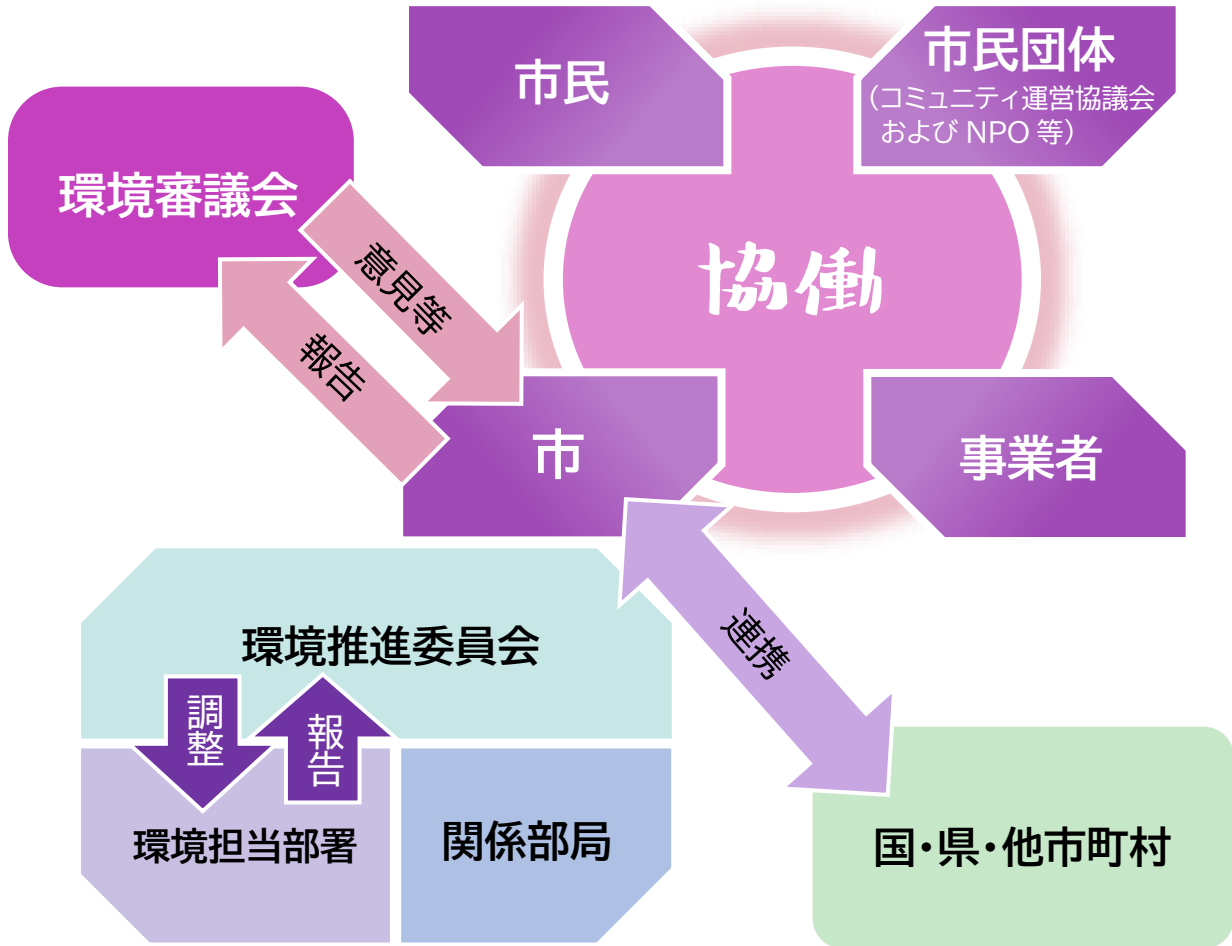 市民
市民団体
（コミュニティ運営協議会
および NPO 等）
環境審議会
協働
意見等
報告
市
事業者
連携
環境推進委員会
調整
報告
環境担当部署
関係部局
国・県・他市町村